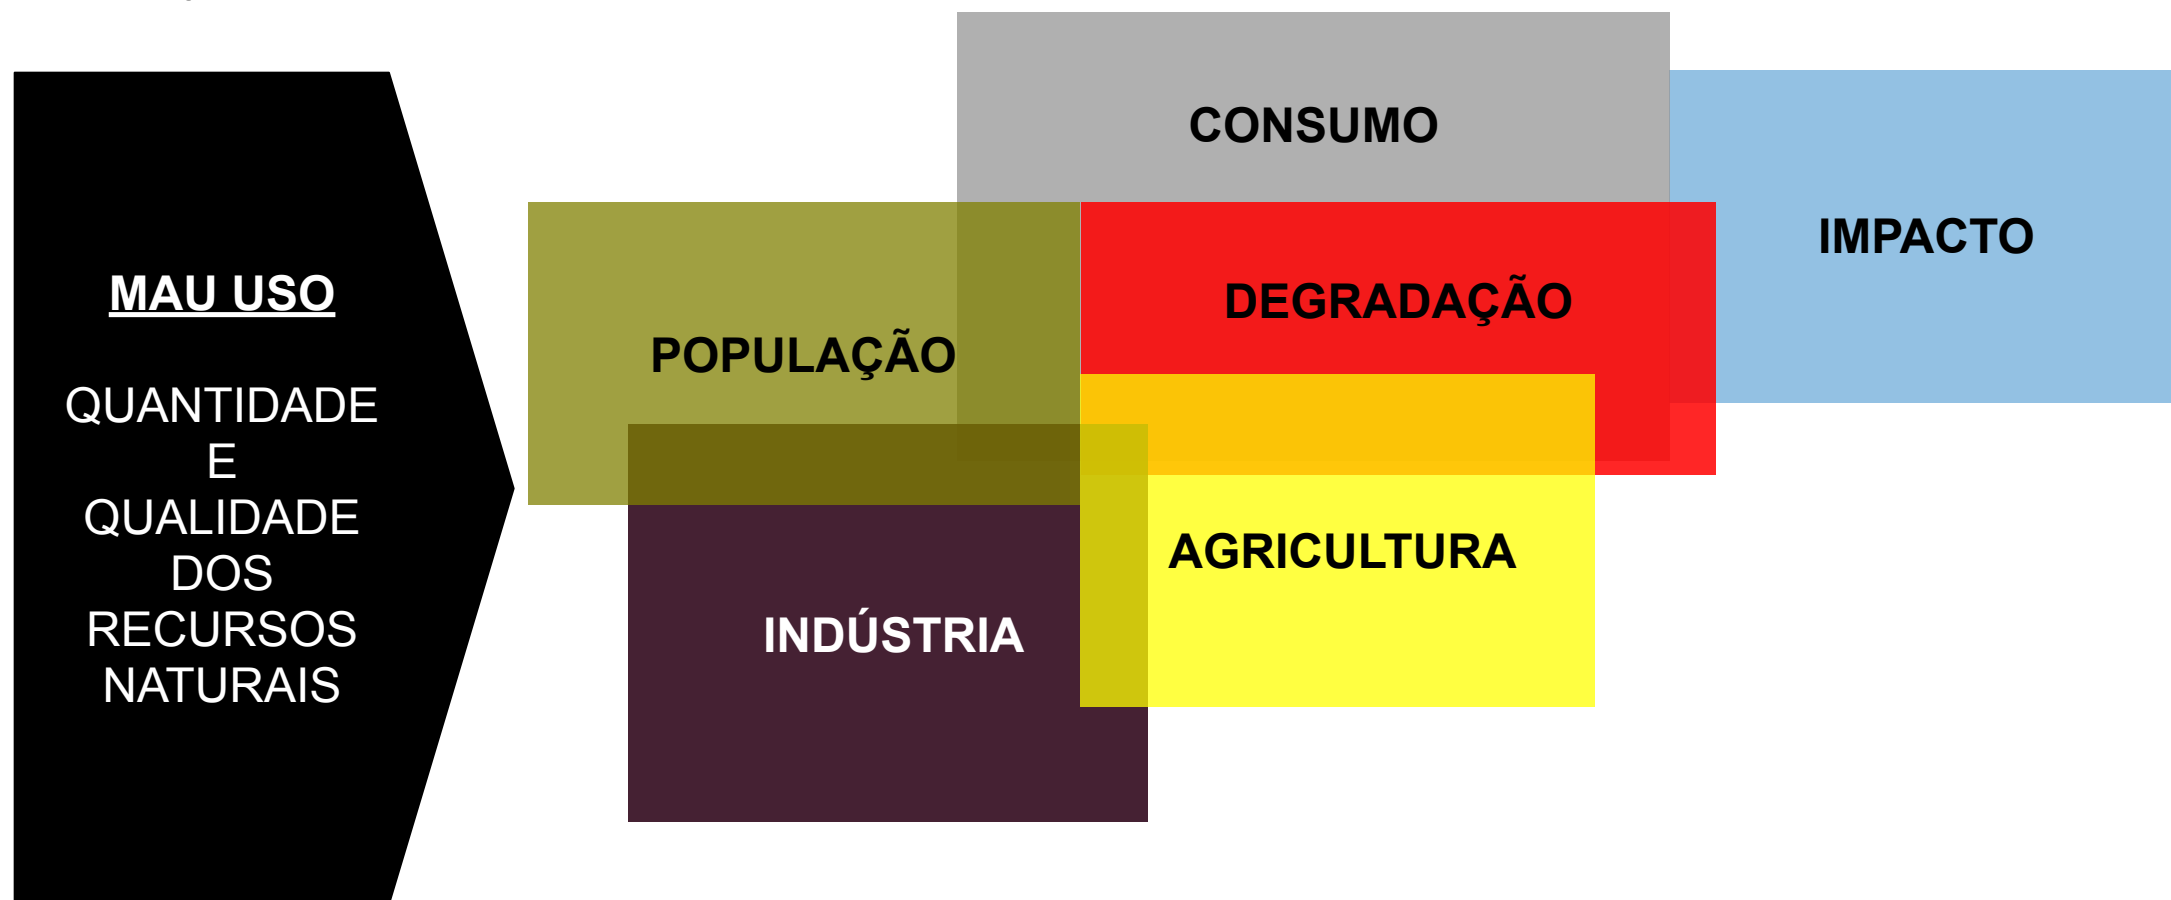 MAU USO
QUANTIDADE
E
QUALIDADE
DOS
RECURSOS
NATURAIS
CONSUMO
IMPACTO
DEGRADAÇÃO
POPULAÇÃO
AGRICULTURA
INDÚSTRIA